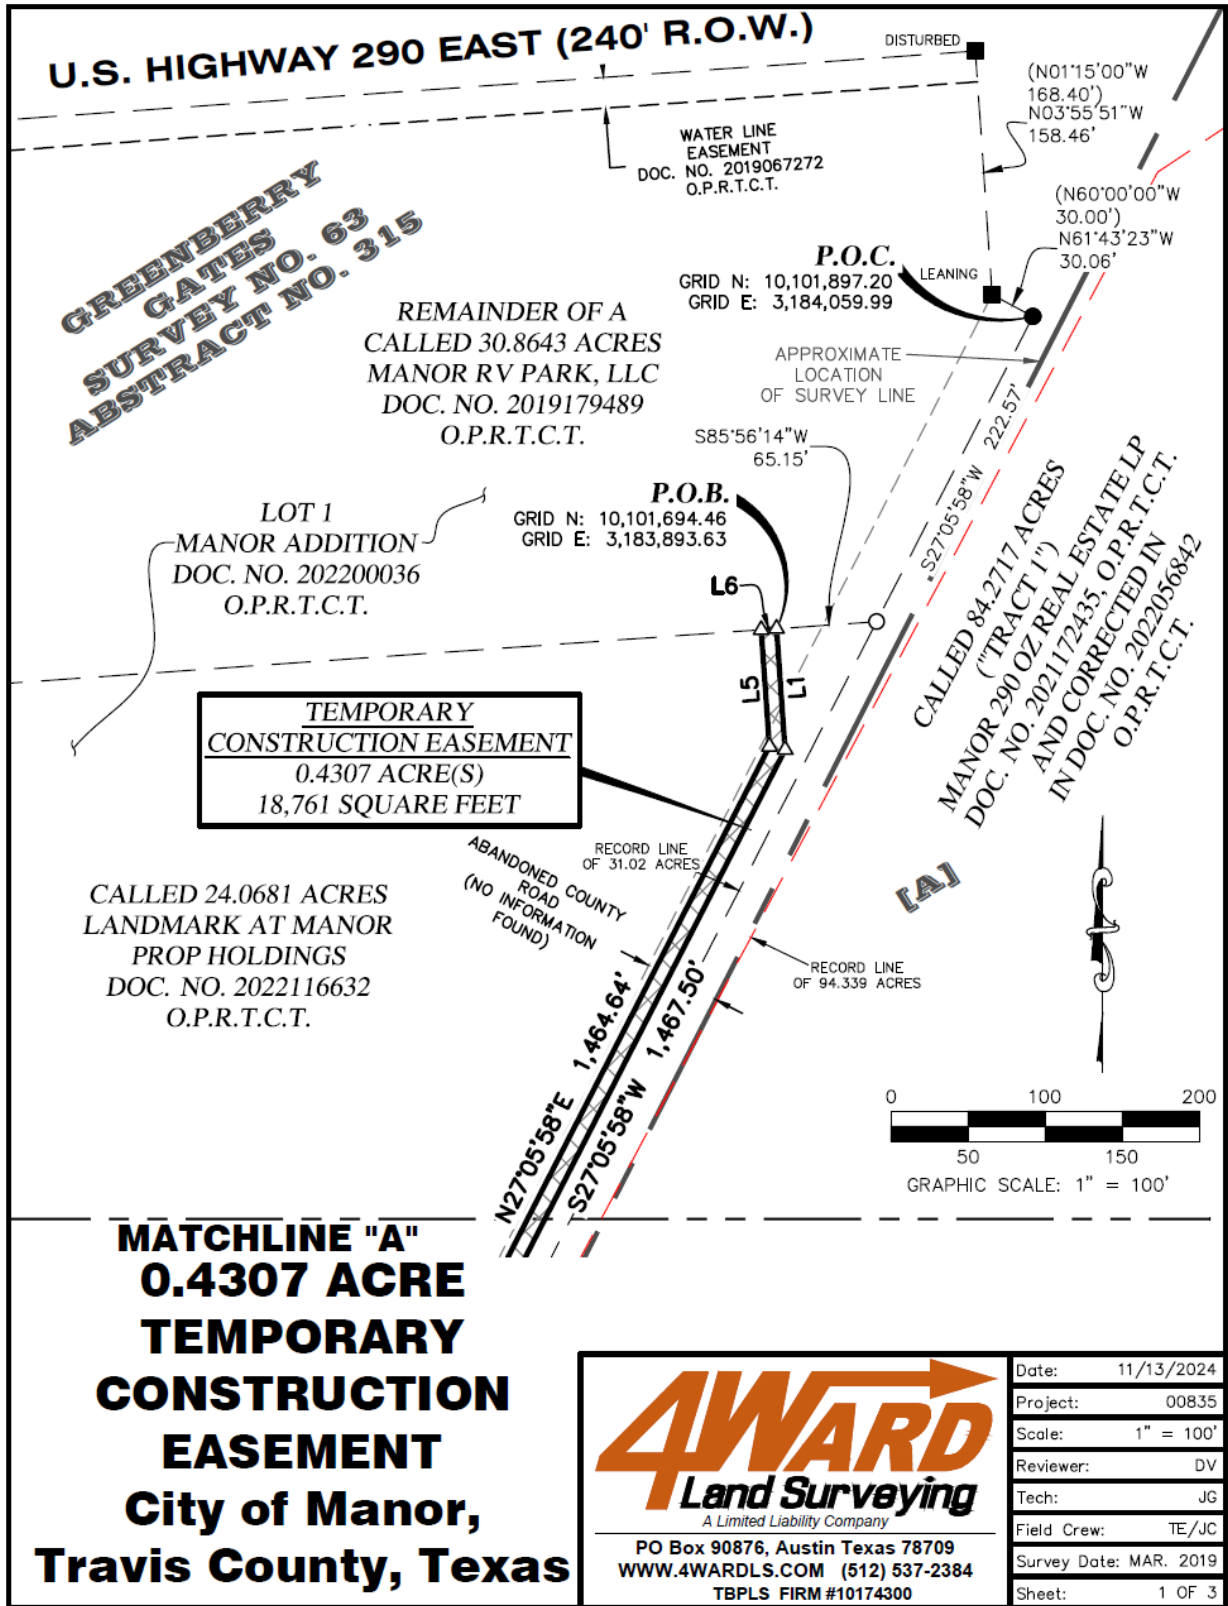 U.S. HIGHWAY 290 EAST (240' R.O.W.)
DISTURBED
(N01°15'00"W
168.40')
N03°55'51"W
158.46'
WATER LINE
EASEMENT
DOC. NO. 2019067272
O.P.R.T.C.T.
(N60°00'00"W
30.00')
N61°43'23"W
30.06'
GREENBERRY
GATES
SURVEY NO. 63
ABSTRACT NO. 315
P.O.C.
GRID N: 10,101,897.20
GRID E: 3,184,059.99
LEANING
REMAINDER OF A
CALLED 30.8643 ACRES
MANOR RV PARK, LLC
DOC. NO. 2019179489
O.P.R.T.C.T.
APPROXIMATE
LOCATION
OF SURVEY LINE
S85°56'14"W
65.15'
S27°05'58"W 222.57'
P.O.B.
GRID N: 10,101,694.46
GRID E: 3,183,893.63
LOT 1
MANOR ADDITION
DOC. NO. 202200036
O.P.R.T.C.T.
L6
L5
L1
CALLED 84.2717 ACRES
("TRACT 1")
MANOR 290 OZ REAL ESTATE LP
DOC. NO. 2021172435, O.P.R.T.C.T.
AND CORRECTED IN
IN DOC. NO. 2022056842
O.P.R.T.C.T.
TEMPORARY
CONSTRUCTION EASEMENT
0.4307 ACRE(S)
18,761 SQUARE FEET
ABANDONED COUNTY
ROAD
(NO INFORMATION
FOUND)
RECORD LINE
OF 31.02 ACRES
[A]
CALLED 24.0681 ACRES
LANDMARK AT MANOR
PROP HOLDINGS
DOC. NO. 2022116632
O.P.R.T.C.T.
RECORD LINE
OF 94.339 ACRES
N27°05'58"E 1,464.64'
S27°05'58"W 1,467.50'
0 100 200
50 150
GRAPHIC SCALE: 1" = 100'
MATCHLINE "A"
0.4307 ACRE
TEMPORARY
CONSTRUCTION
EASEMENT
City of Manor,
Travis County, Texas
4WARD
Land Surveying
A Limited Liability Company
PO Box 90876, Austin Texas 78709
WWW.4WARDLS.COM (512) 537-2384
TBPLS FIRM #10174300
Date: 11/13/2024
Project: 00835
Scale: 1" = 100'
Reviewer: DV
Tech: JG
Field Crew: TE/JC
Survey Date: MAR. 2019
Sheet: 1 OF 3